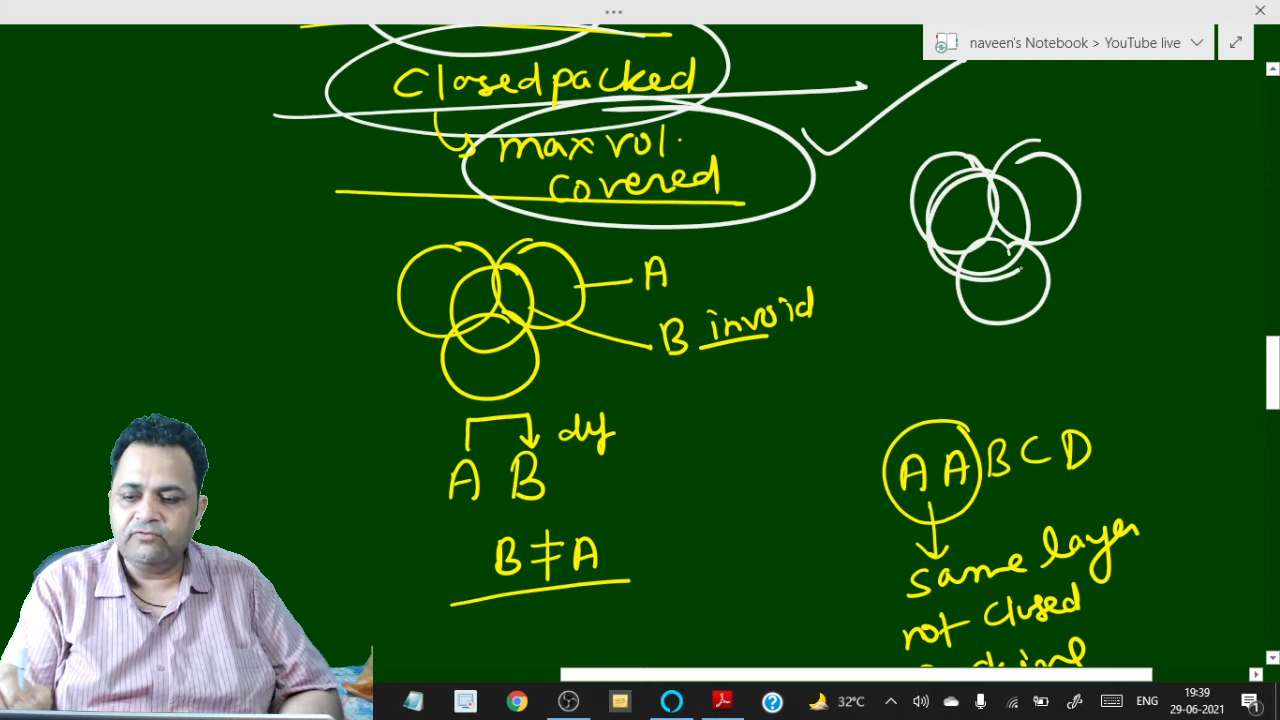 naveen's Notebook > YouTube live
Closed packed
max vol.
covered
A
B invoid
dif
A B
B ≠ A
A A B C D
same layer
not closed
32°C
ENG
19:39
29-06-2021